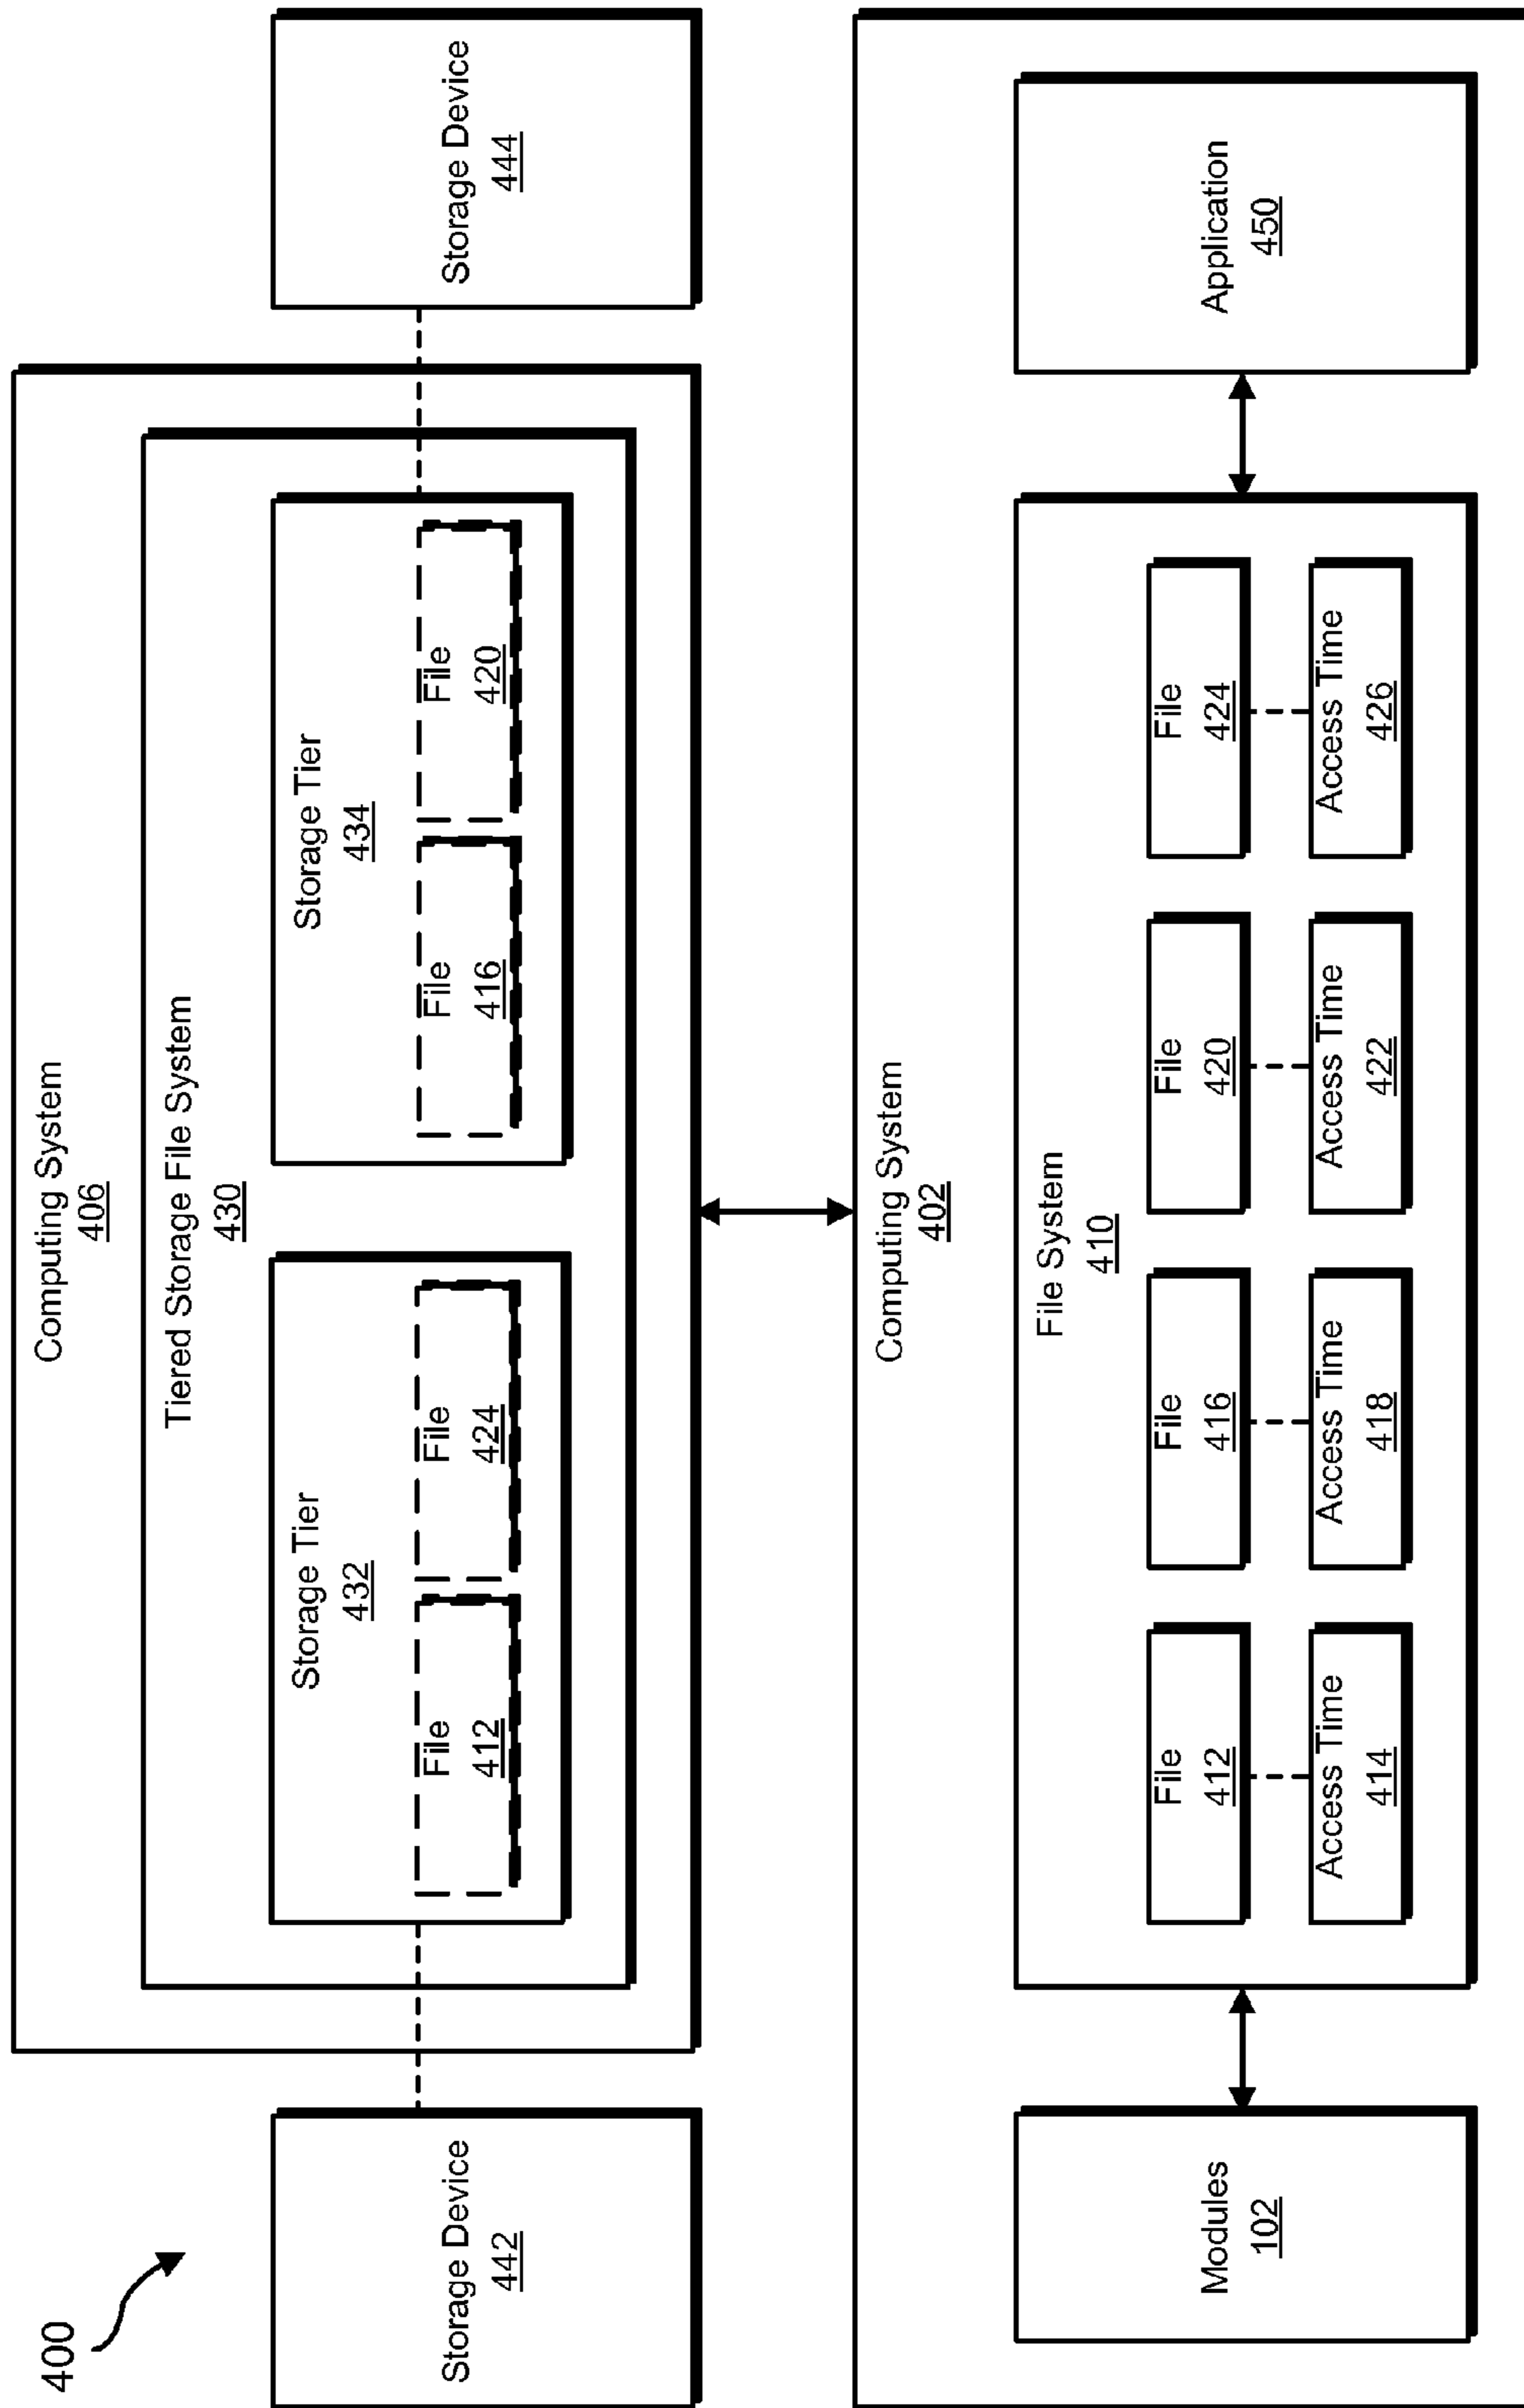 400
Computing System
406
Tiered Storage File System
430
Storage Device
442
Storage Tier
432
File
412
File
424
Storage Tier
434
File
416
File
420
Storage Device
444
Computing System
402
Modules
102
File System
410
File
412
File
416
File
420
File
424
Access Time
414
Access Time
418
Access Time
422
Access Time
426
Application
450